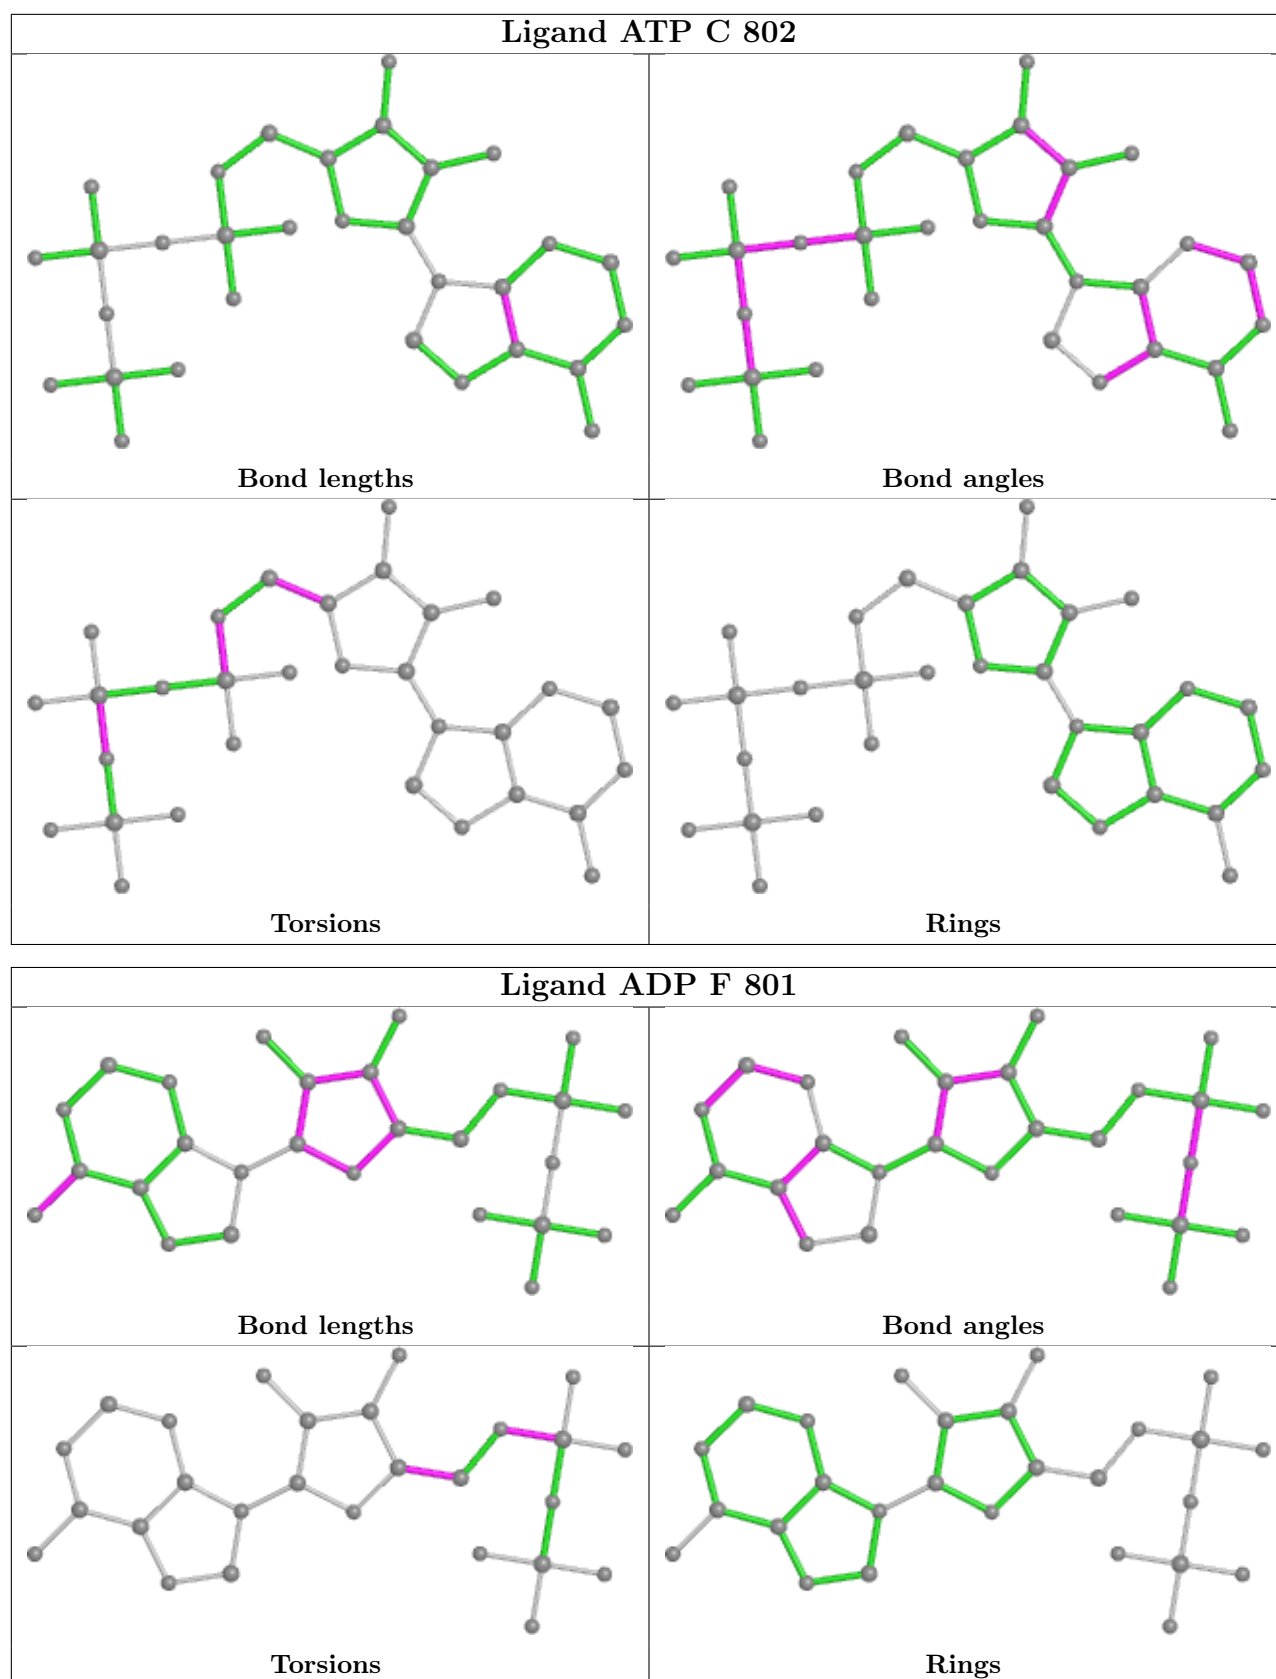 Ligand ATP C 802
Bond lengths
Bond angles
Torsions
Rings
Ligand ADP F 801
Bond lengths
Bond angles
Torsions
Rings